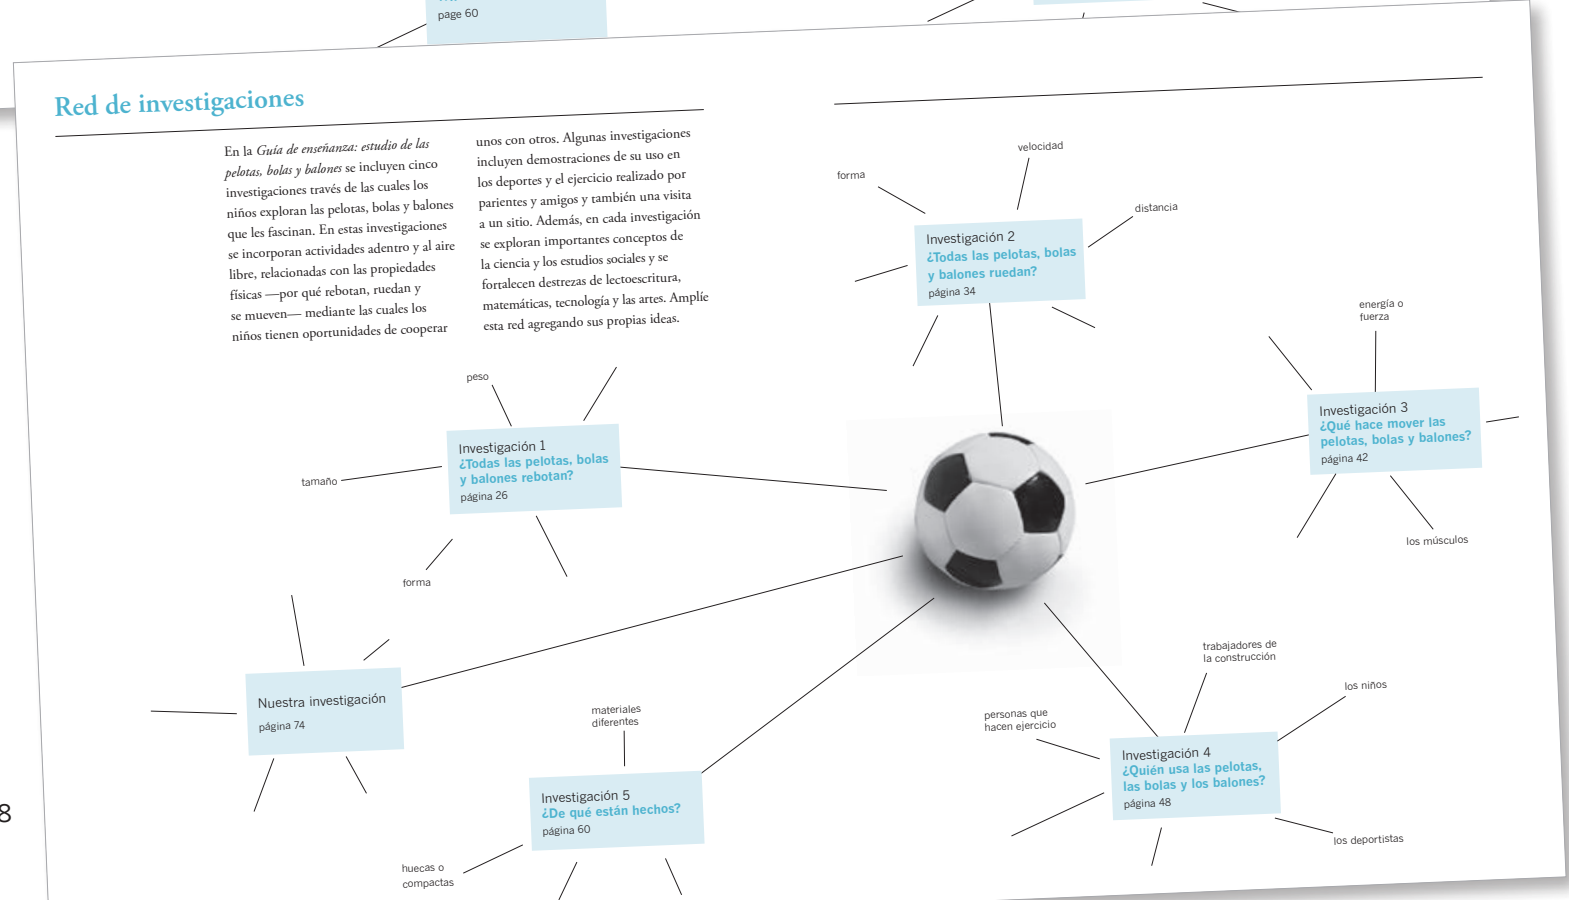 page 60
Red de investigaciones
En la Guía de enseñanza: estudio de las
pelotas, bolas y balones se incluyen cinco
investigaciones través de las cuales los
niños exploran las pelotas, bolas y balones
que les fascinan. En estas investigaciones
se incorporan actividades adentro y al aire
libre, relacionadas con las propiedades
físicas —por qué rebotan, ruedan y
se mueven— mediante las cuales los
niños tienen oportunidades de cooperar
unos con otros. Algunas investigaciones
incluyen demostraciones de su uso en
los deportes y el ejercicio realizado por
parientes y amigos y también una visita
a un sitio. Además, en cada investigación
se exploran importantes conceptos de
la ciencia y los estudios sociales y se
fortalecen destrezas de lectoescritura,
matemáticas, tecnología y las artes. Amplíe
esta red agregando sus propias ideas.
forma
velocidad
distancia
Investigación 2
¿Todas las pelotas, bolas
y balones ruedan?
página 34
energía o
fuerza
Investigación 3
¿Qué hace mover las
pelotas, bolas y balones?
página 42
los músculos
peso
Investigación 1
¿Todas las pelotas, bolas
y balones rebotan?
página 26
tamaño
forma
Nuestra investigación
página 74
materiales
diferentes
Investigación 5
¿De qué están hechos?
página 60
huecas o
compactas
trabajadores de
la construcción
los niños
personas que
hacen ejercicio
Investigación 4
¿Quién usa las pelotas,
las bolas y los balones?
página 48
los deportistas
8